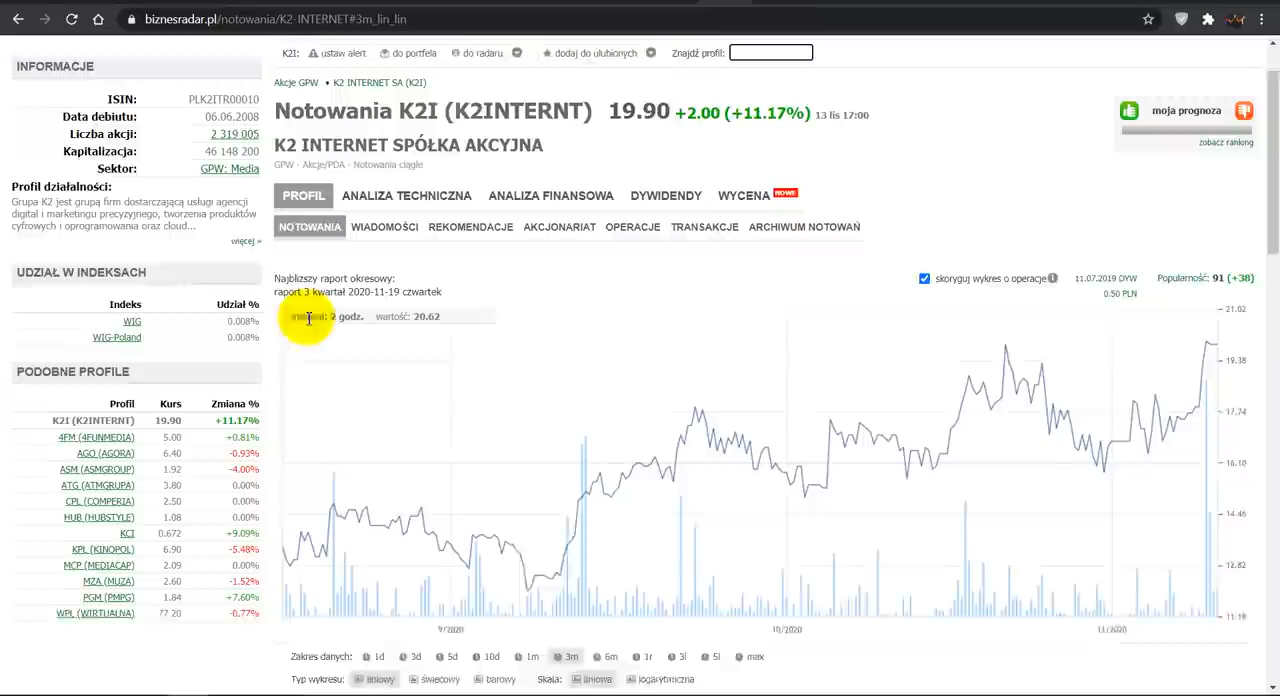 biznesradar.pl/notowania/K2-INTERNET#3m_lin_lin
K2I: ustaw alert do portfela do radaru dodaj do ulubionych Znajdź profil:
INFORMACJE
ISIN: PLK2ITR00010
Data debiutu: 06.06.2008
Liczba akcji: 2 319 005
Kapitalizacja: 46 148 200
Sektor: GPW: Media
Profil działalności:
Grupa K2 jest grupą firm dostarczającą usługi agencji
digital i marketingu precyzyjnego, tworzenia produktów
cyfrowych i oprogramowania oraz cloud...
więcej »
UDZIAŁ W INDEKSACH
Indeks Udział %
WIG 0.008%
WIG-Poland 0.008%
PODOBNE PROFILE
Profil Kurs Zmiana %
K2I (K2INTERNT) 19.90 +11.17%
4FM (4FUNMEDIA) 5.00 +0.81%
AGO (AGORA) 6.40 -0.93%
ASM (ASMGROUP) 1.92 -4.00%
ATG (ATMGRUPA) 3.80 0.00%
CPL (COMPERIA) 2.50 0.00%
HUB (HUBSTYLE) 1.08 0.00%
KCI 0.672 +9.09%
KPL (KINOPOL) 6.90 -5.48%
MCP (MEDIACAP) 2.09 0.00%
MZA (MUZA) 2.60 -1.52%
PGM (PMPG) 1.84 +7.60%
WPL (WIRTUALNA) 77.20 -0.77%
Akcje GPW • K2 INTERNET SA (K2I)
Notowania K2I (K2INTERNT) 19.90 +2.00 (+11.17%) 13 lis 17:00
K2 INTERNET SPÓŁKA AKCYJNA
GPW - Akcje/PDA - Notowania ciągłe
moja prognoza
zobacz ranking
PROFIL ANALIZA TECHNICZNA ANALIZA FINANSOWA DYWIDENDY WYCENA NOWE
NOTOWANIA WIADOMOŚCI REKOMENDACJE AKCJONARIAT OPERACJE TRANSAKCJE ARCHIWUM NOTOWAŃ
Najbliższy raport okresowy:
raport 3 kwartał 2020-11-19 czwartek
skoryguj wykres o operacje 11.07.2019 DYW Popularność: 91 (+38)
0.50 PLN
2 godz. wartość: 20.62
21.02
19.38
17.74
16.10
14.46
12.82
11.18
9/2020 10/2020 11/2020
Zakres danych: 1d 3d 5d 10d 1m 3m 6m 1r 3l 5l max
Typ wykresu: liniowy świecowy barowy Skala: liniowa logarytmiczna